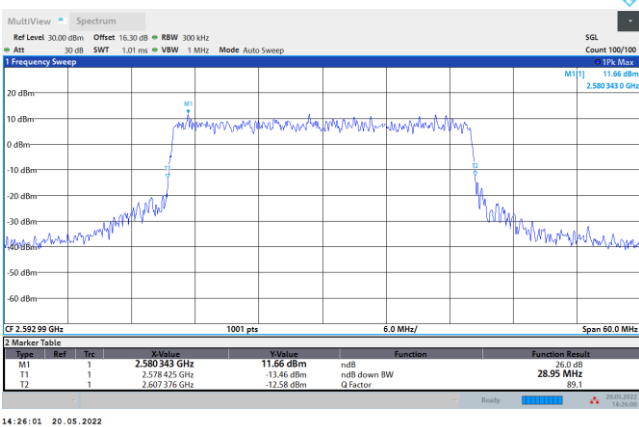 MultiView Spectrum
Ref Level 30.00 dBm Offset 16.30 dB RBW 300 kHz SGL
Att 30 dB SWT 1.01 ms VBW 1 MHz Mode Auto Sweep Count 100/100
1 Frequency Sweep 1Pk Max
M1[1] 11.66 dBm
2.580 343 0 GHz
20 dBm
M1
10 dBm
0 dBm
-10 dBm
T1
T2
-20 dBm
-30 dBm
-40 dBm
-50 dBm
-60 dBm
CF 2.592 99 GHz 1001 pts 6.0 MHz/ Span 60.0 MHz
2 Marker Table
Type Ref Trc X-Value Y-Value Function Function Result
M1 1 2.580 343 GHz 11.66 dBm ndB 26.0 dB
T1 1 2.578 425 GHz -13.46 dBm ndB down BW 28.95 MHz
T2 1 2.607 376 GHz -12.58 dBm Q Factor 89.1
Ready 20.05.2022
14:26:00
14:26:01 20.05.2022